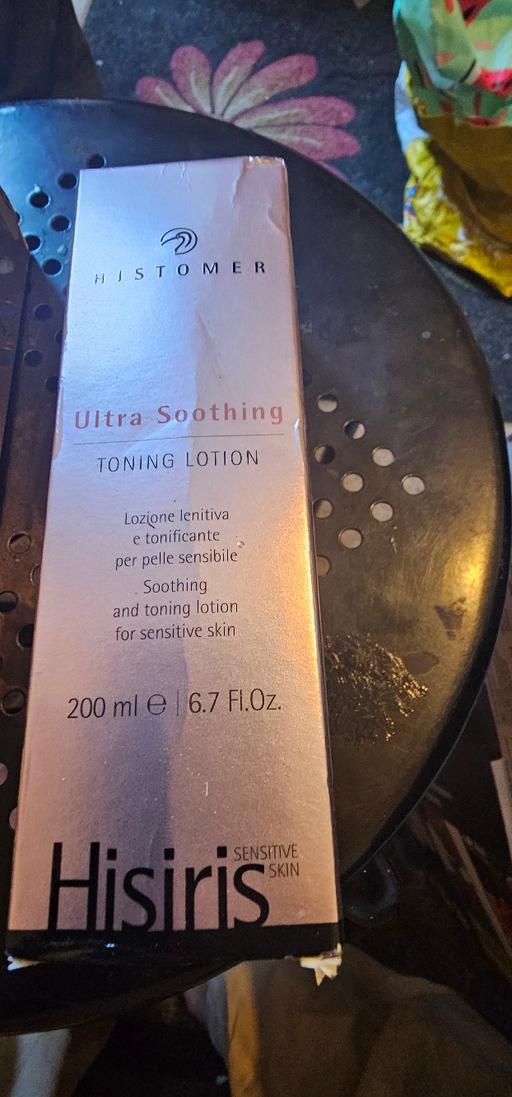 HISTOMER
Ultra Soothing
TONING LOTION
Lozione lenitiva
e tonificante
per pelle sensibile
Soothing
and toning lotion
for sensitive skin
200 ml ℮ | 6.7 Fl.Oz.
Hisiris SENSITIVE
SKIN